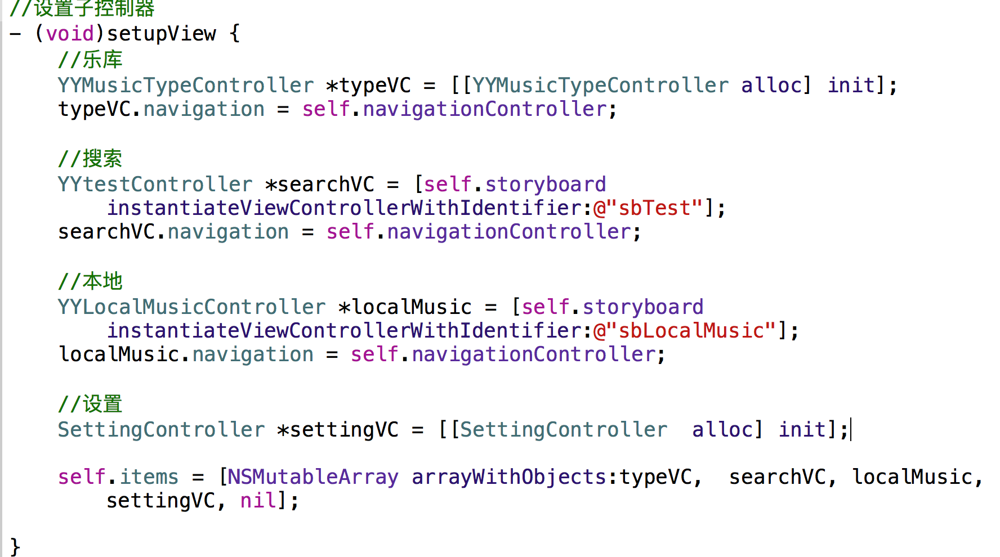 //设置子控制器
- (void)setupView {
    //乐库
    YYMusicTypeController *typeVC = [[YYMusicTypeController alloc] init];
    typeVC.navigation = self.navigationController;

    //搜索
    YYtestController *searchVC = [self.storyboard
        instantiateViewControllerWithIdentifier:@"sbTest"];
    searchVC.navigation = self.navigationController;

    //本地
    YYLocalMusicController *localMusic = [self.storyboard
        instantiateViewControllerWithIdentifier:@"sbLocalMusic"];
    localMusic.navigation = self.navigationController;

    //设置
    SettingController *settingVC = [[SettingController  alloc] init];

    self.items = [NSMutableArray arrayWithObjects:typeVC,  searchVC, localMusic,
        settingVC, nil];

}